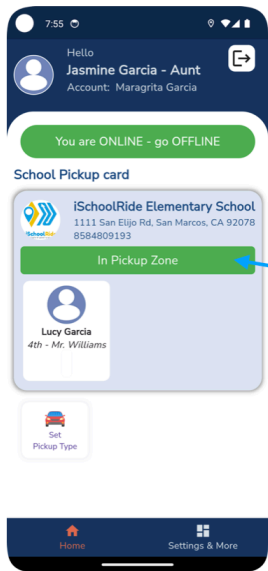 7:55
Hello
Jasmine Garcia - Aunt
Account: Maragrita Garcia
You are ONLINE - go OFFLINE
School Pickup card
iSchoolRide
iSchoolRide Elementary School
1111 San Elijo Rd, San Marcos, CA 92078
8584809193
In Pickup Zone
Lucy Garcia
4th - Mr. Williams
Set
Pickup Type
Home
Settings & More